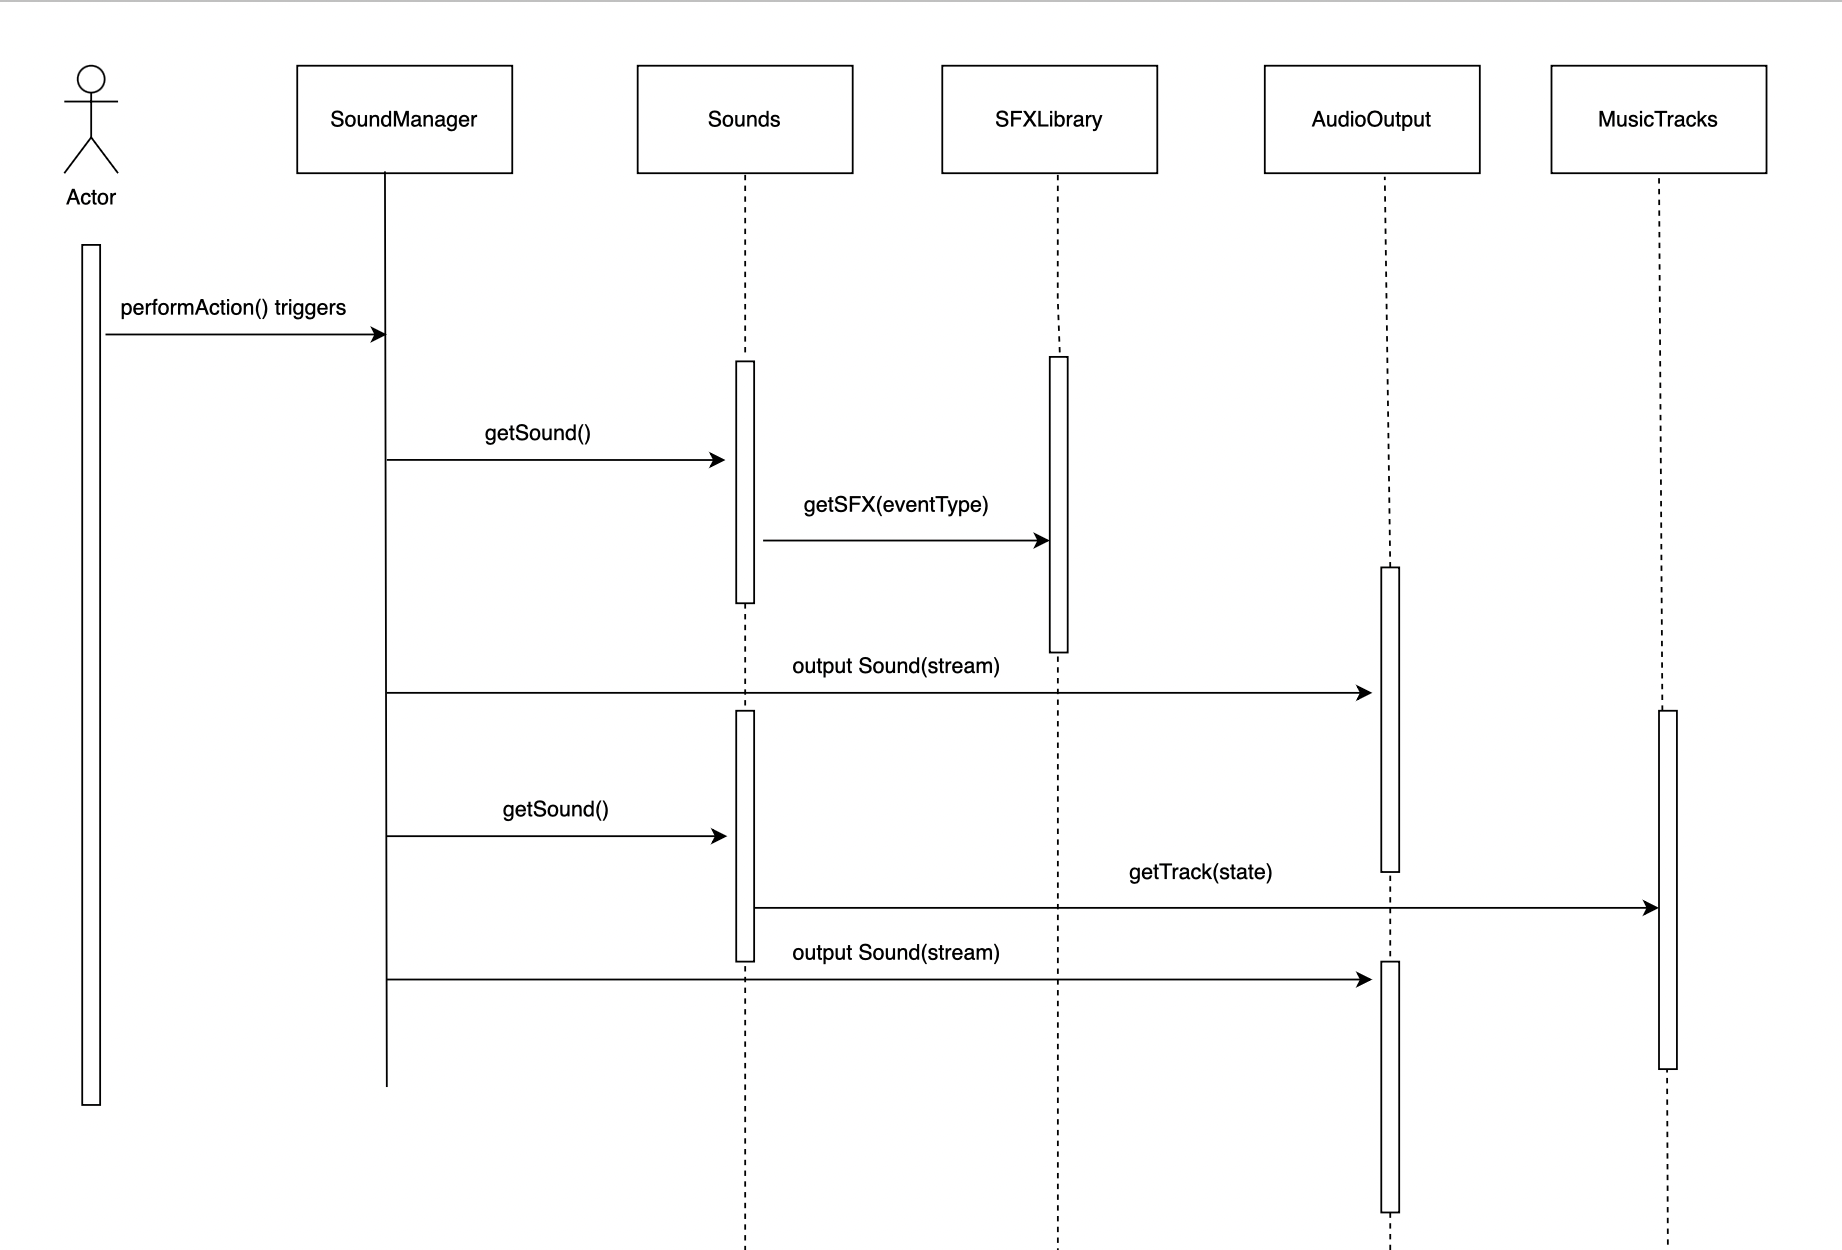 SoundManager
Sounds
SFXLibrary
AudioOutput
MusicTracks
Actor
performAction() triggers
getSound()
getSFX(eventType)
output Sound(stream)
getSound()
getTrack(state)
output Sound(stream)